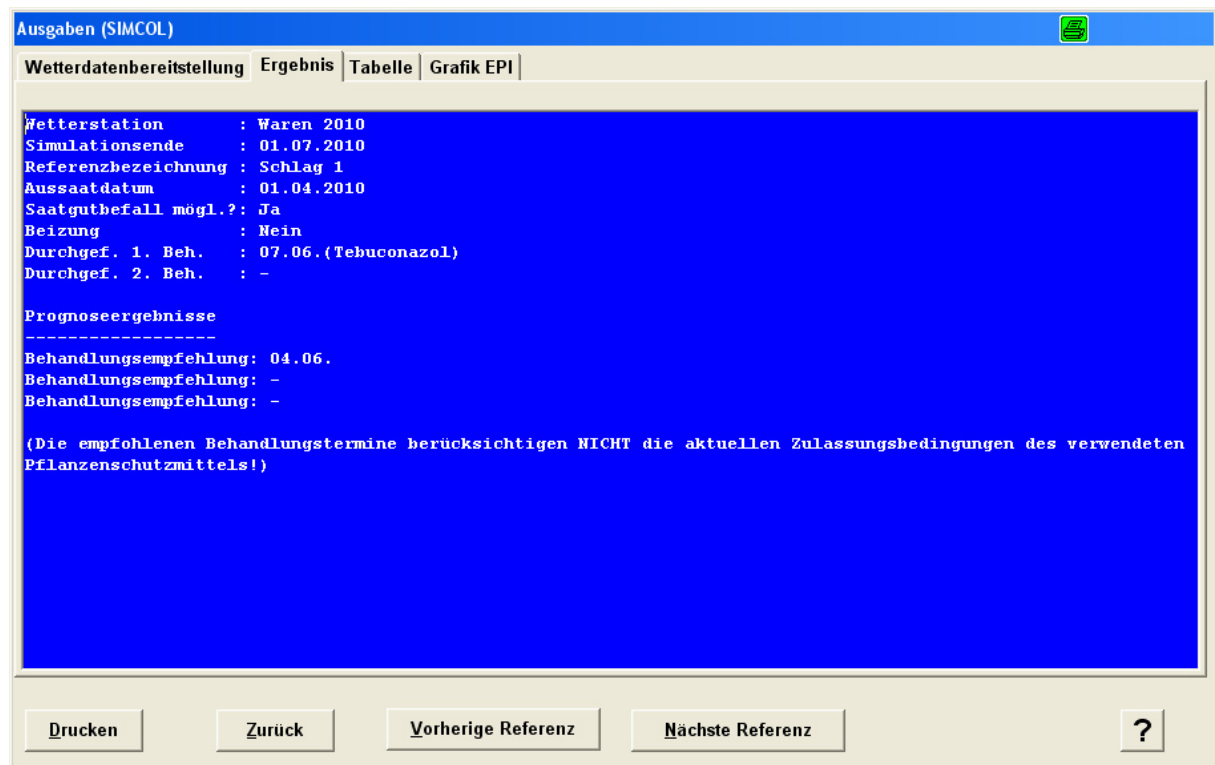 Ausgaben (SIMCOL)
Wetterdatenbereitstellung Ergebnis Tabelle Grafik EPI
Wetterstation : Waren 2010
Simulationsende : 01.07.2010
Referenzbezeichnung : Schlag 1
Aussaatdatum : 01.04.2010
Saatgutbefall mögl.?: Ja
Beizung : Nein
Durchgef. 1. Beh. : 07.06.(Tebuconazol)
Durchgef. 2. Beh. : -
Prognoseergebnisse
------------------
Behandlungsempfehlung: 04.06.
Behandlungsempfehlung: -
Behandlungsempfehlung: -
(Die empfohlenen Behandlungstermine berücksichtigen NICHT die aktuellen Zulassungsbedingungen des verwendeten
Pflanzenschutzmittels!)
Drucken Zurück Vorherige Referenz Nächste Referenz ?